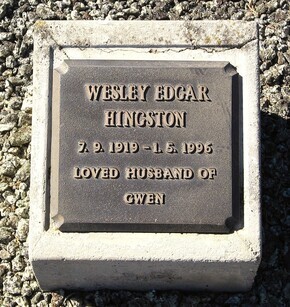 WESLEY EDGAR
HINGSTON
7. 9. 1919 - 1. 5. 1996
LOVED HUSBAND OF
GWEN